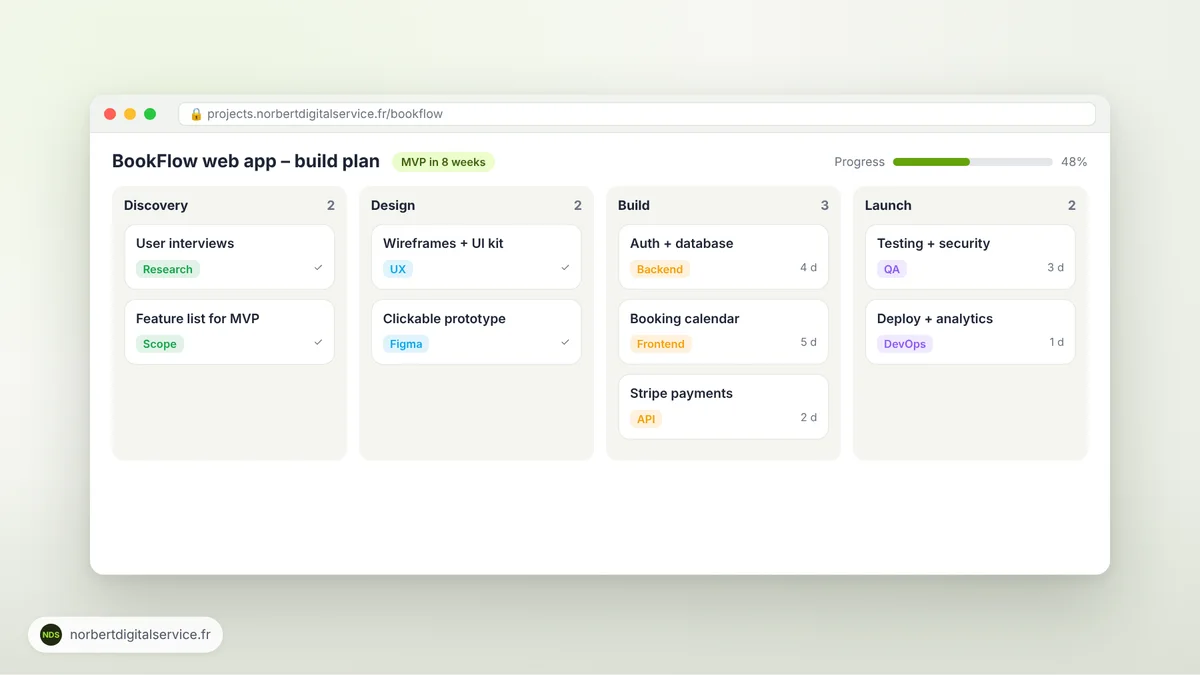 projects.norbertdigitalservice.fr/bookflow
BookFlow web app – build plan
MVP in 8 weeks
Progress
48%
Discovery
2
User interviews
Research
✓
Feature list for MVP
Scope
✓
Design
2
Wireframes + UI kit
UX
✓
Clickable prototype
Figma
✓
Build
3
Auth + database
Backend
4 d
Booking calendar
Frontend
5 d
Stripe payments
API
2 d
Launch
2
Testing + security
QA
3 d
Deploy + analytics
DevOps
1 d
NDS
norbertdigitalservice.fr